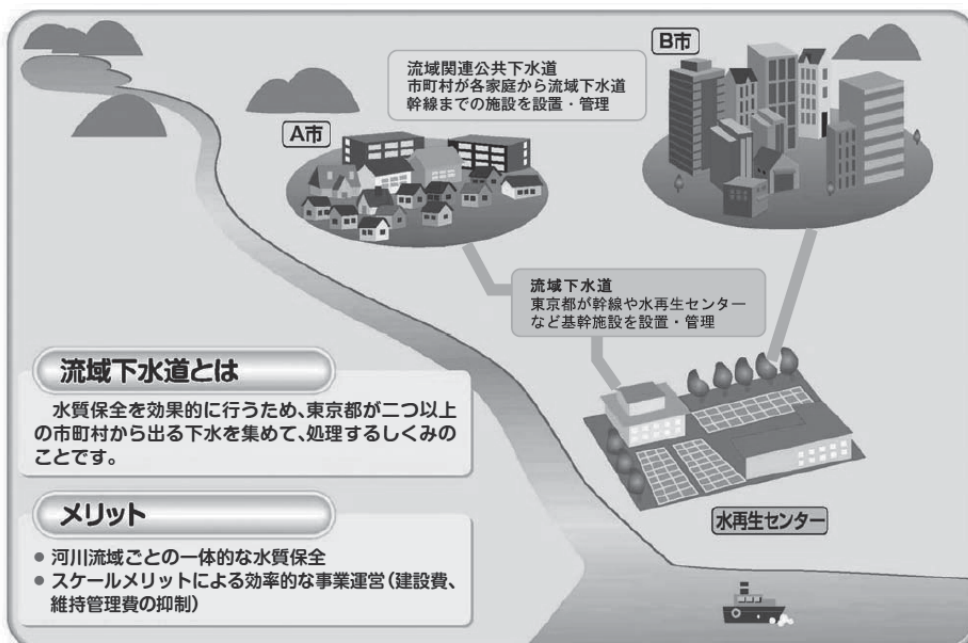 B市
流域関連公共下水道
市町村が各家庭から流域下水道
幹線までの施設を設置・管理
A市
流域下水道
東京都が幹線や水再生センター
など基幹施設を設置・管理
流域下水道とは
水質保全を効果的に行うため、東京都が二つ以上
の市町村から出る下水を集めて、処理するしくみの
ことです。
水再生センター
メリット
● 河川流域ごとの一体的な水質保全
● スケールメリットによる効率的な事業運営(建設費、
維持管理費の抑制)